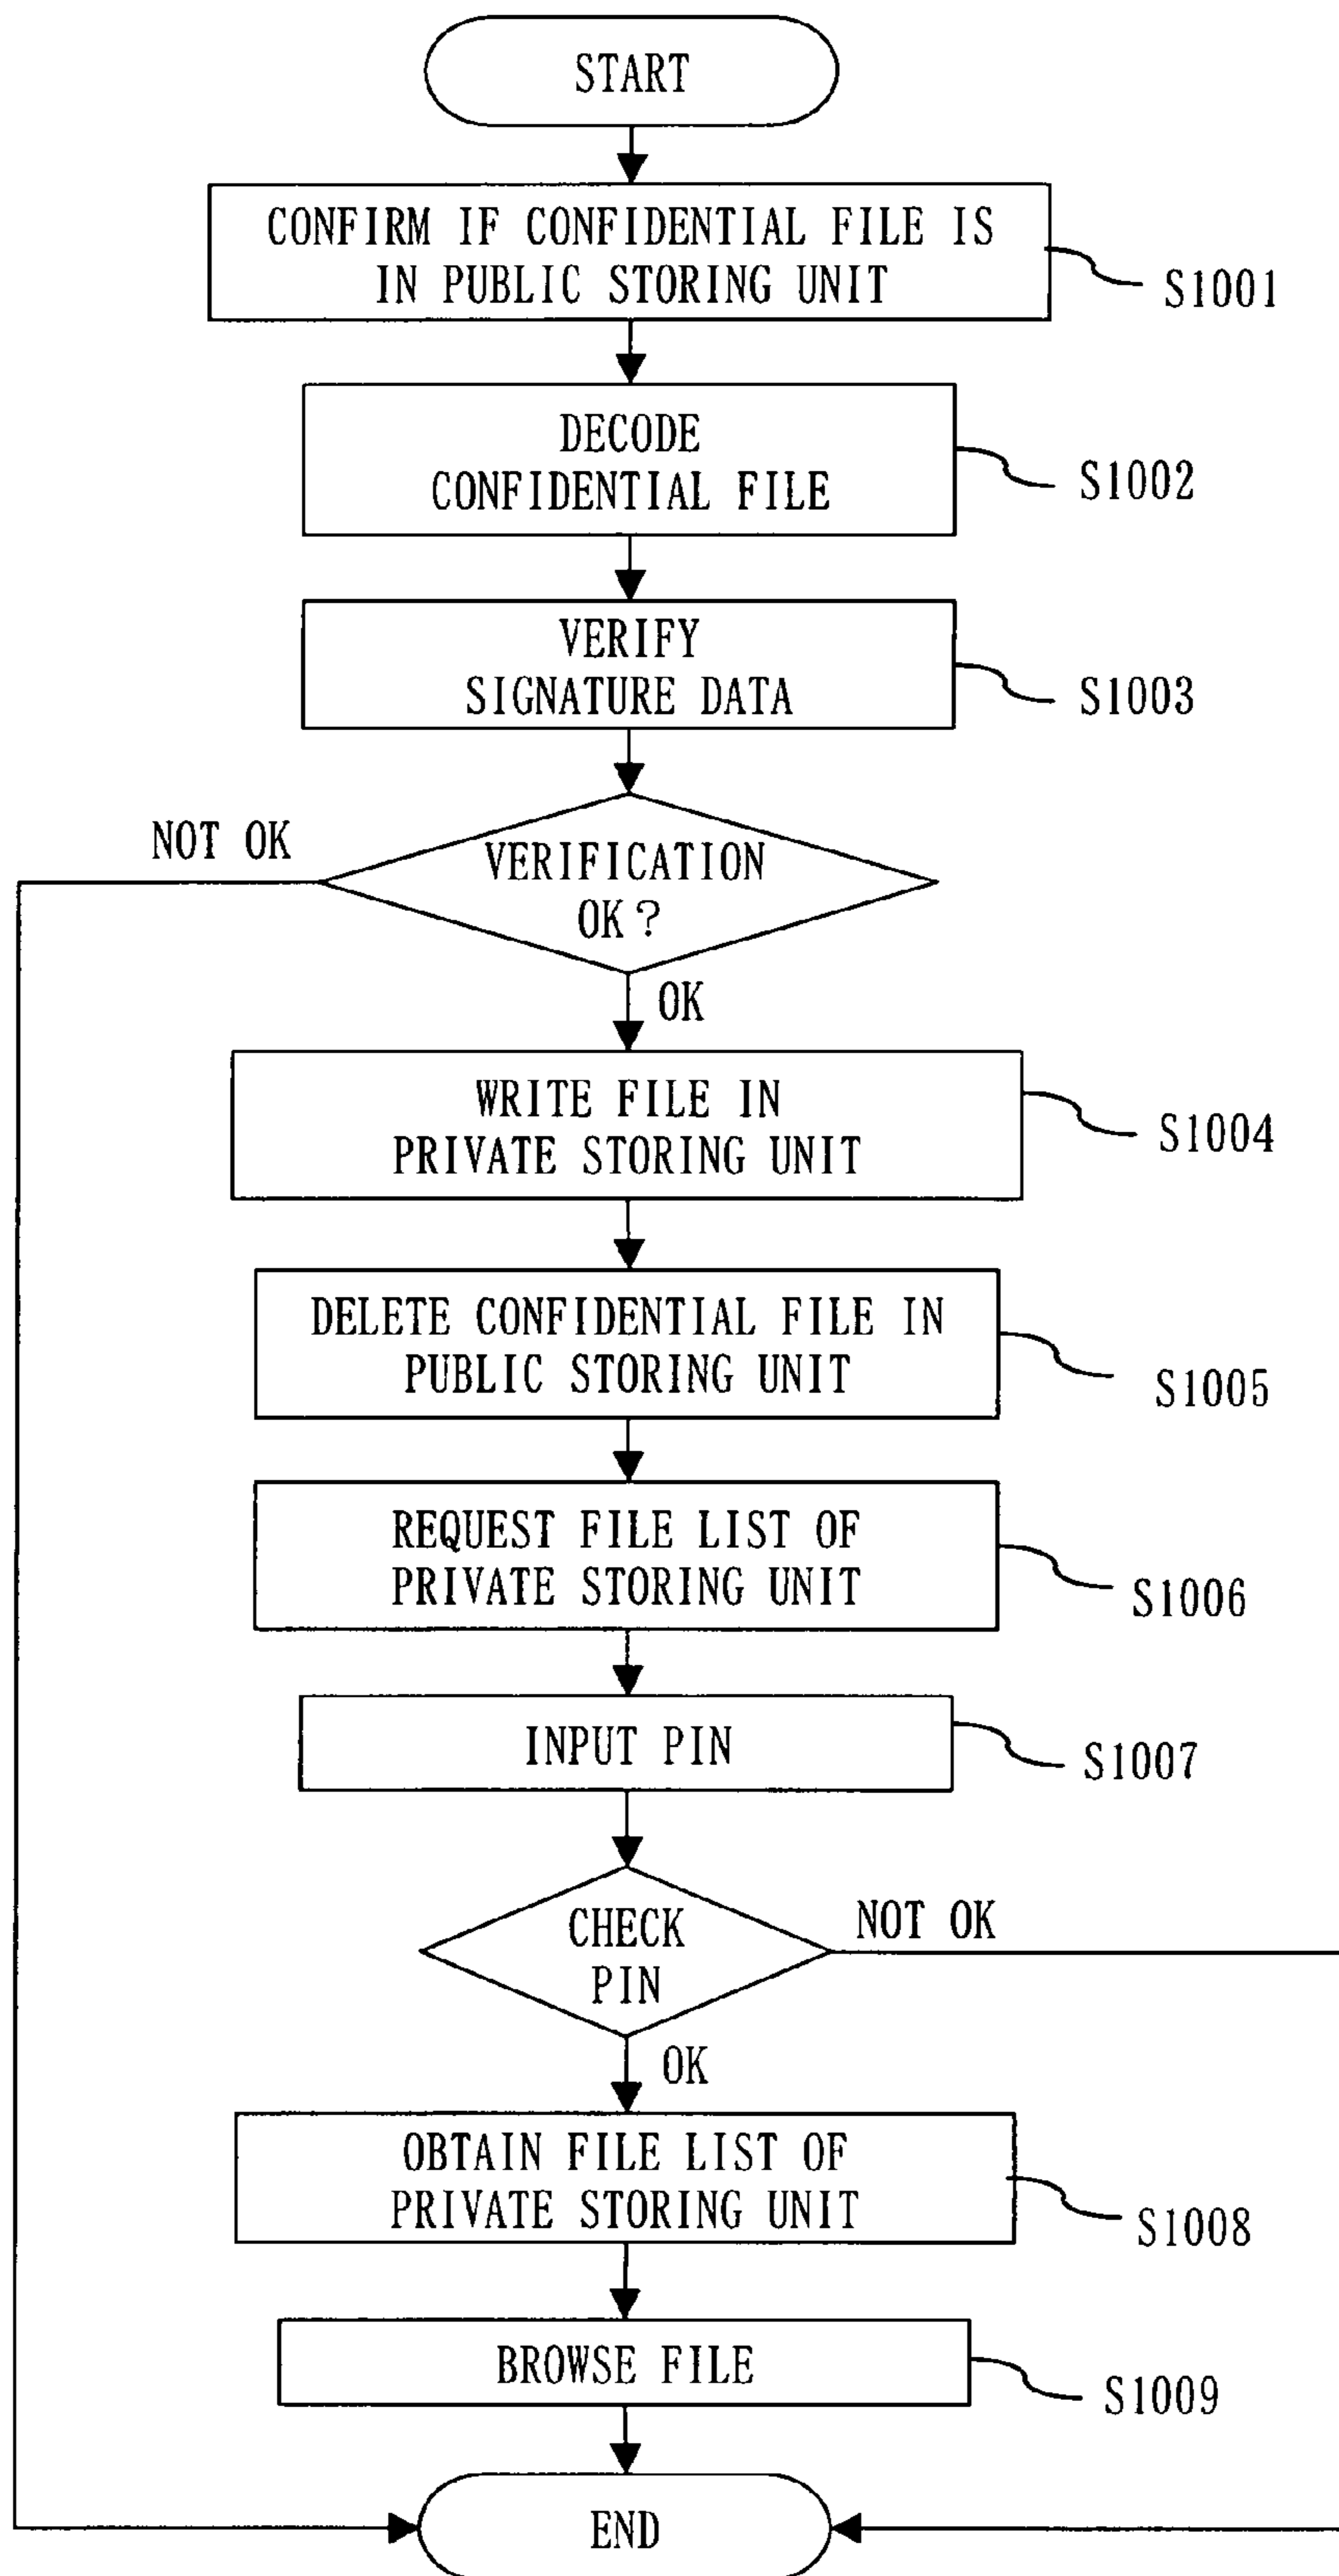 START
CONFIRM IF CONFIDENTIAL FILE IS
IN PUBLIC STORING UNIT
S1001
DECODE
CONFIDENTIAL FILE
S1002
VERIFY
SIGNATURE DATA
S1003
NOT OK
VERIFICATION
OK?
OK
WRITE FILE IN
PRIVATE STORING UNIT
S1004
DELETE CONFIDENTIAL FILE IN
PUBLIC STORING UNIT
S1005
REQUEST FILE LIST OF
PRIVATE STORING UNIT
S1006
INPUT PIN
S1007
CHECK
PIN
NOT OK
OK
OBTAIN FILE LIST OF
PRIVATE STORING UNIT
S1008
BROWSE FILE
S1009
END